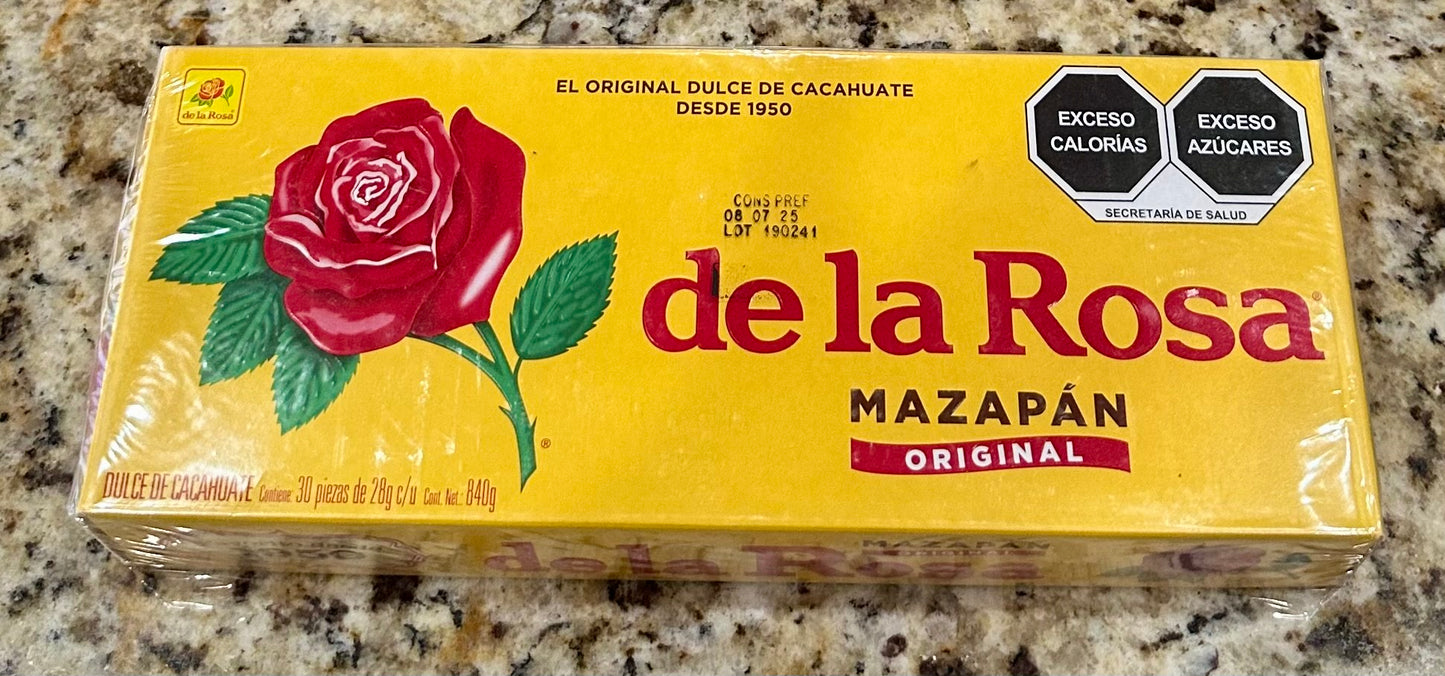 de la Rosa
EL ORIGINAL DULCE DE CACAHUATE
DESDE 1950
EXCESO
CALORÍAS
EXCESO
AZÚCARES
SECRETARÍA DE SALUD
CONS PREF
08 07 25
LOT 190241
de la Rosa
MAZAPÁN
ORIGINAL
®
DULCE DE CACAHUATE Contiene: 30 piezas de 28g c/u Cont. Net.: 840g
de la Rosa
MAZAPÁN
ORIGINAL